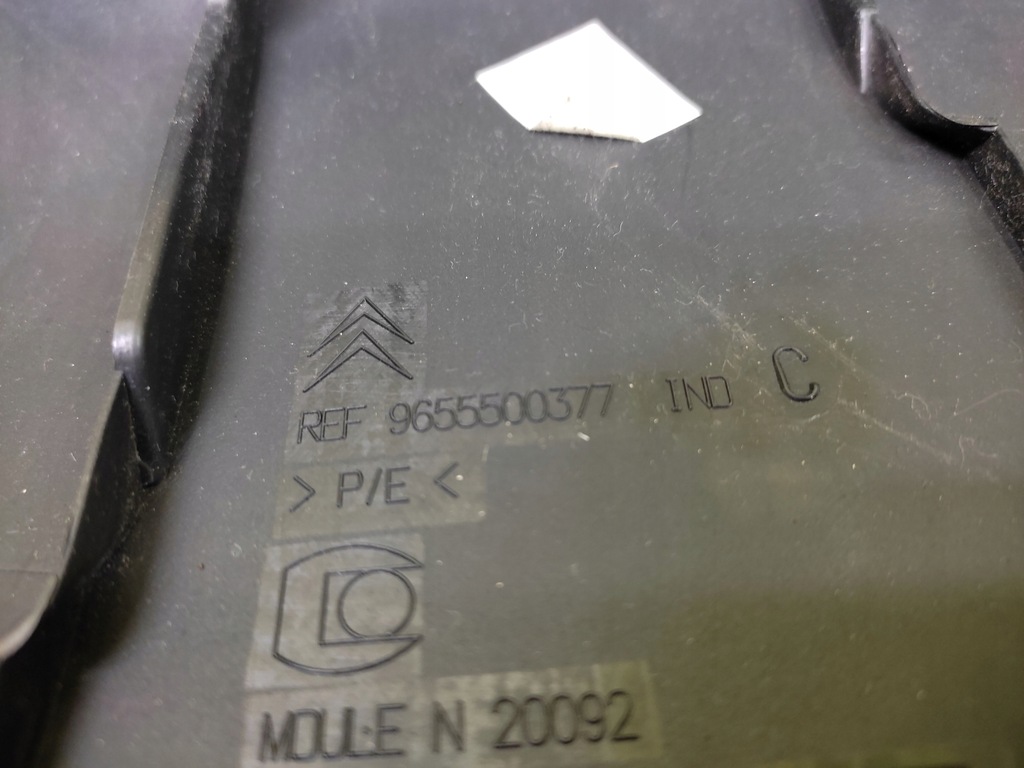 REF 9655500377 IND C
> P/E <
MOULE N 20092